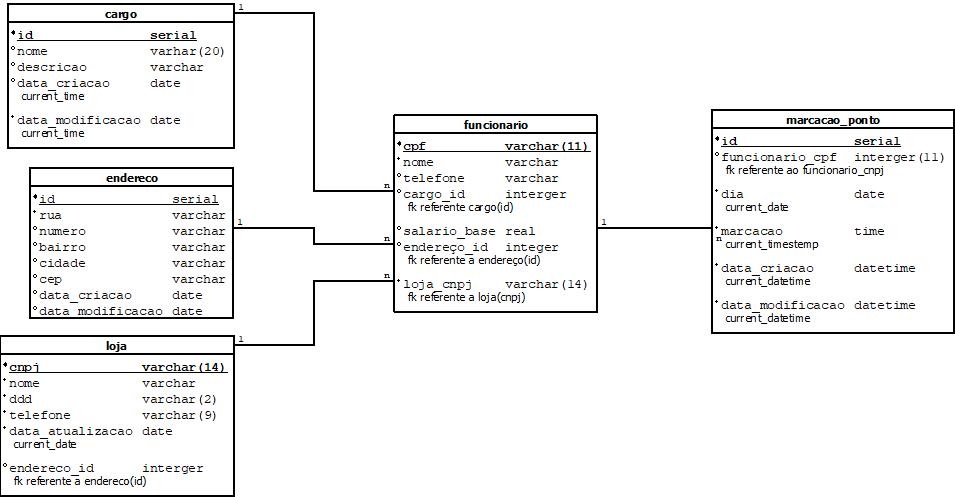 cargo
id serial
nome varhar(20)
descricao varchar
data_criacao date
current_time
data_modificacao date
current_time
endereco
id serial
rua varchar
numero varchar
bairro varchar
cidade varchar
cep varchar
data_criacao date
data_modificacao date
loja
cnpj varchar(14)
nome varchar
ddd varchar(2)
telefone varchar(9)
data_atualizacao date
current_date
endereco_id interger
fk referente a endereco(id)
1
1
1
n
n
n
funcionario
cpf varchar(11)
nome varchar
telefone varchar
cargo_id interger
fk referente cargo(id)
salario_base real
endereço_id integer
fk referente a endereço(id)
loja_cnpj varchar(14)
fk referente a loja(cnpj)
1
n
marcacao_ponto
id serial
funcionario_cpf interger(11)
fk referente ao funcionario_cnpj
dia date
current_date
marcacao time
current_timestemp
data_criacao datetime
current_datetime
data_modificacao datetime
current_datetime